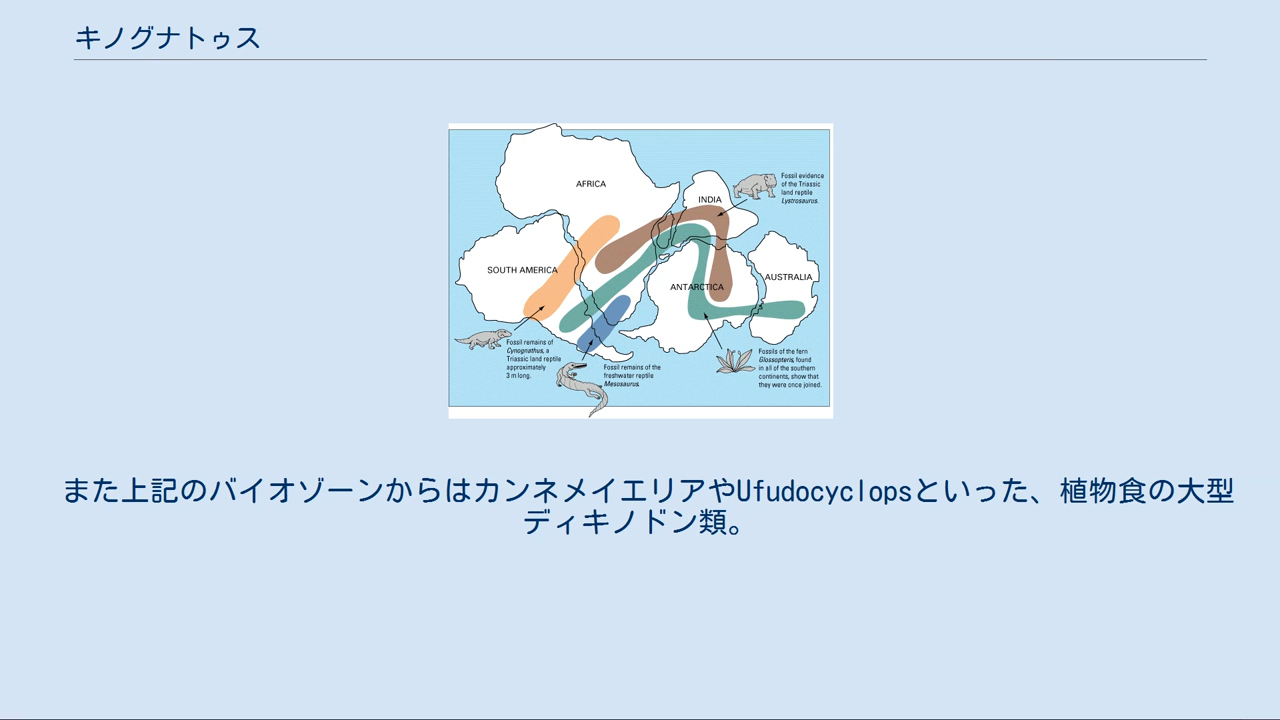 キノグナトゥス
AFRICA
INDIA
Fossil evidence
of the Triassic
land reptile
Lystrosaurus.
SOUTH AMERICA
ANTARCTICA
AUSTRALIA
Fossil remains of
Cynognathus, a
Triassic land reptile
approximately
3 m long.
Fossil remains of the
freshwater reptile
Mesosaurus.
Fossils of the fern
Glossopteris, found
in all of the southern
continents, show that
they were once joined.
また上記のバイオゾーンからはカンネメイエリアやUfudocyclopsといった、植物食の大型
ディキノドン類。